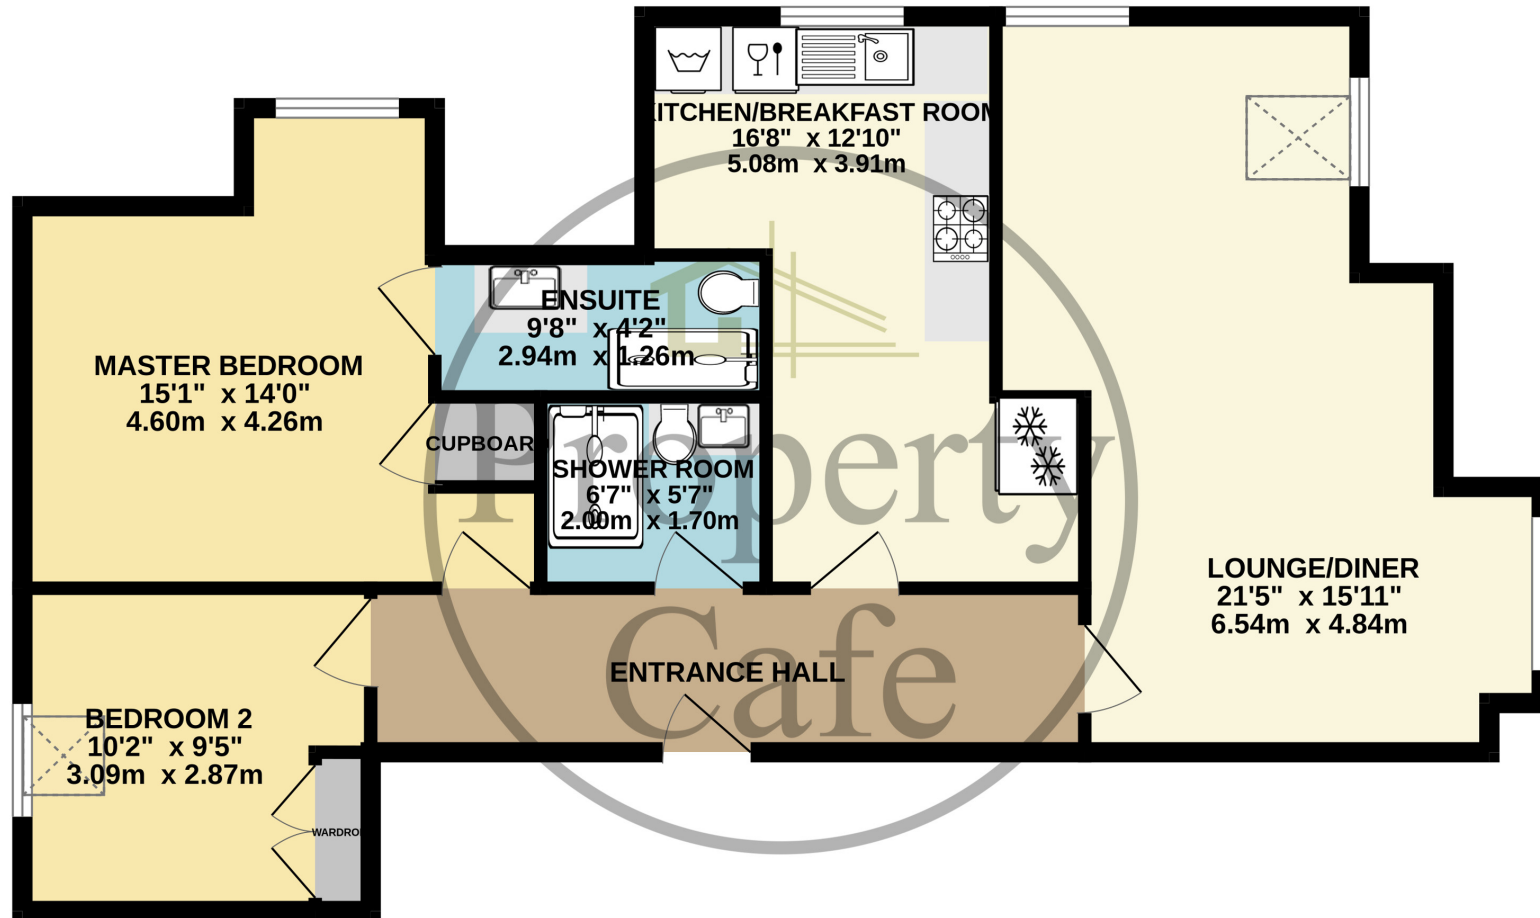 KITCHEN/BREAKFAST ROOM
16'8" x 12'10"
5.08m x 3.91m
ENSUITE
9'8" x 4'2"
2.94m x 1.26m
MASTER BEDROOM
15'1" x 14'0"
4.60m x 4.26m
CUPBOARD
SHOWER ROOM
6'7" x 5'7"
2.00m x 1.70m
LOUNGE/DINER
21'5" x 15'11"
6.54m x 4.84m
ENTRANCE HALL
BEDROOM 2
10'2" x 9'5"
3.09m x 2.87m
WARDRO
Property
Cafe